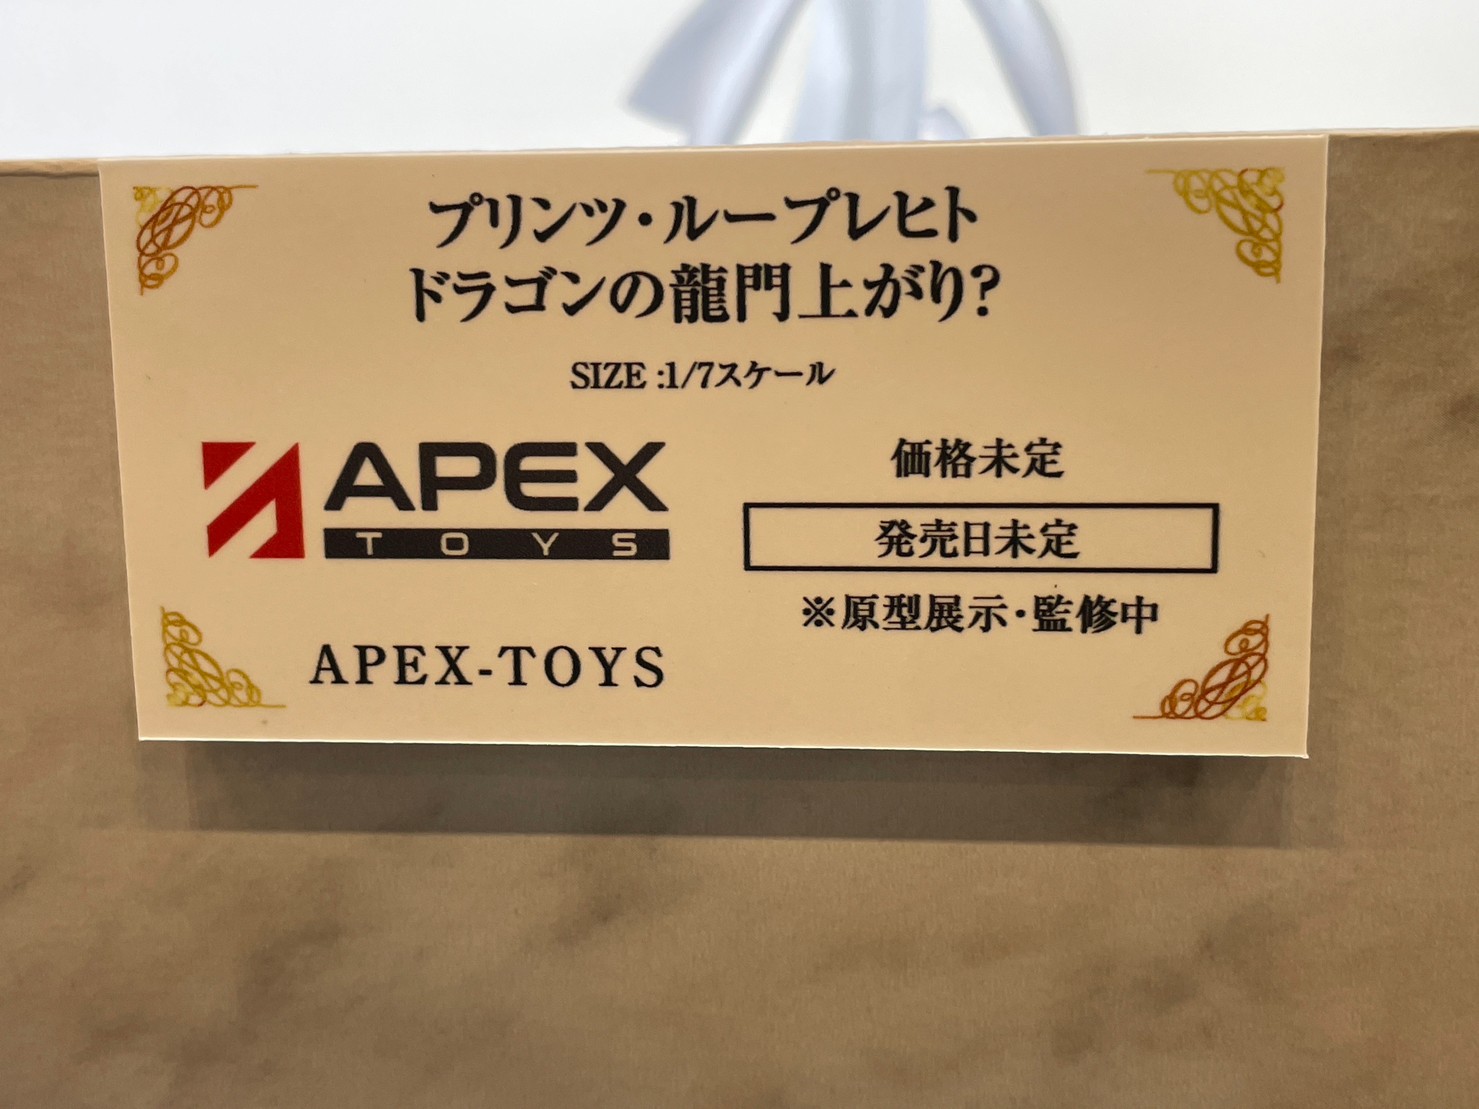 プリンツ・ループレヒト
ドラゴンの龍門上がり?
SIZE :1/7スケール
APEX
TOYS
APEX-TOYS
価格未定
発売日未定
※原型展示・監修中